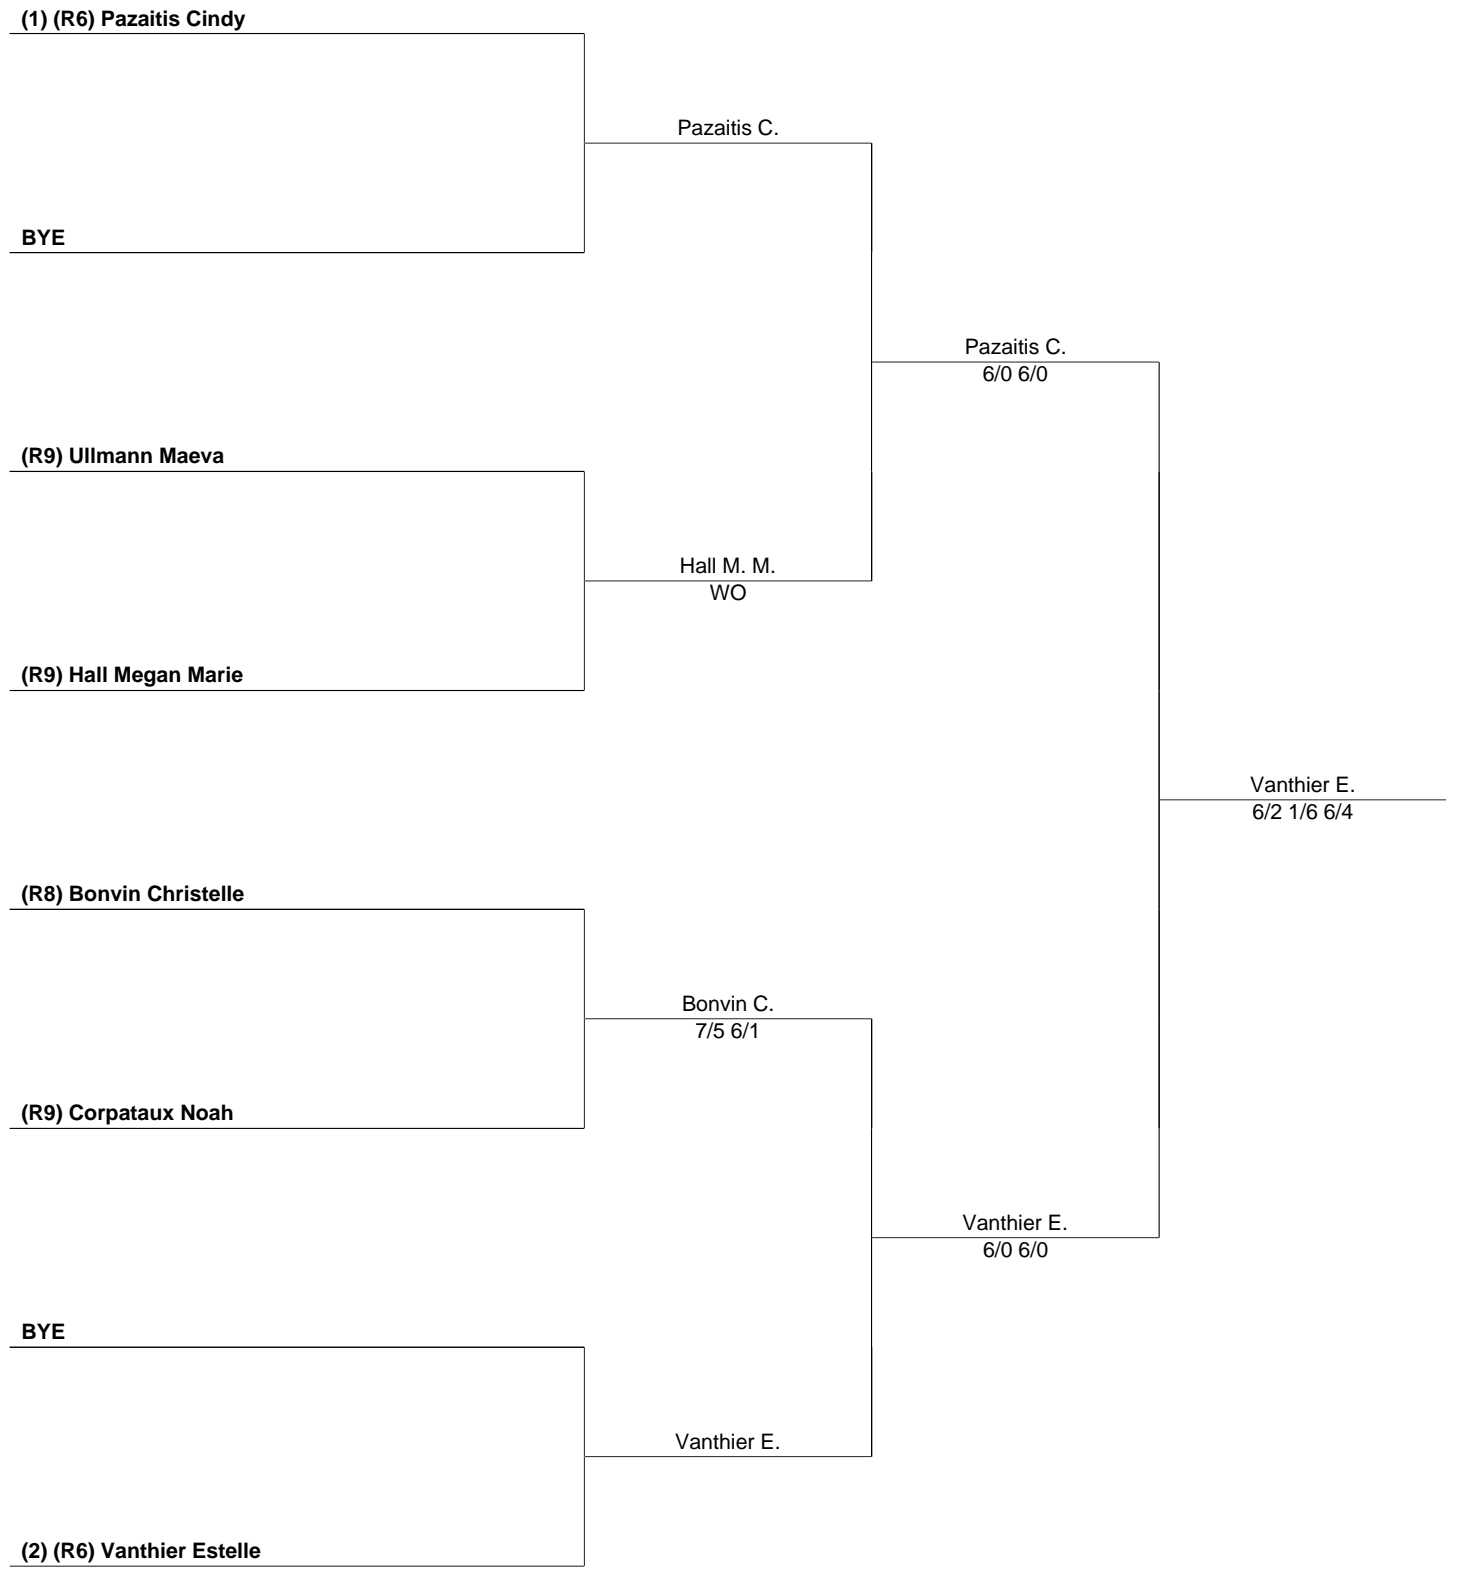 (1) (R6) Pazaitis Cindy
Pazaitis C.
BYE
Pazaitis C.
6/0 6/0
(R9) Ullmann Maeva
Hall M. M.
WO
(R9) Hall Megan Marie
Vanthier E.
6/2 1/6 6/4
(R8) Bonvin Christelle
Bonvin C.
7/5 6/1
(R9) Corpataux Noah
Vanthier E.
6/0 6/0
BYE
Vanthier E.
(2) (R6) Vanthier Estelle